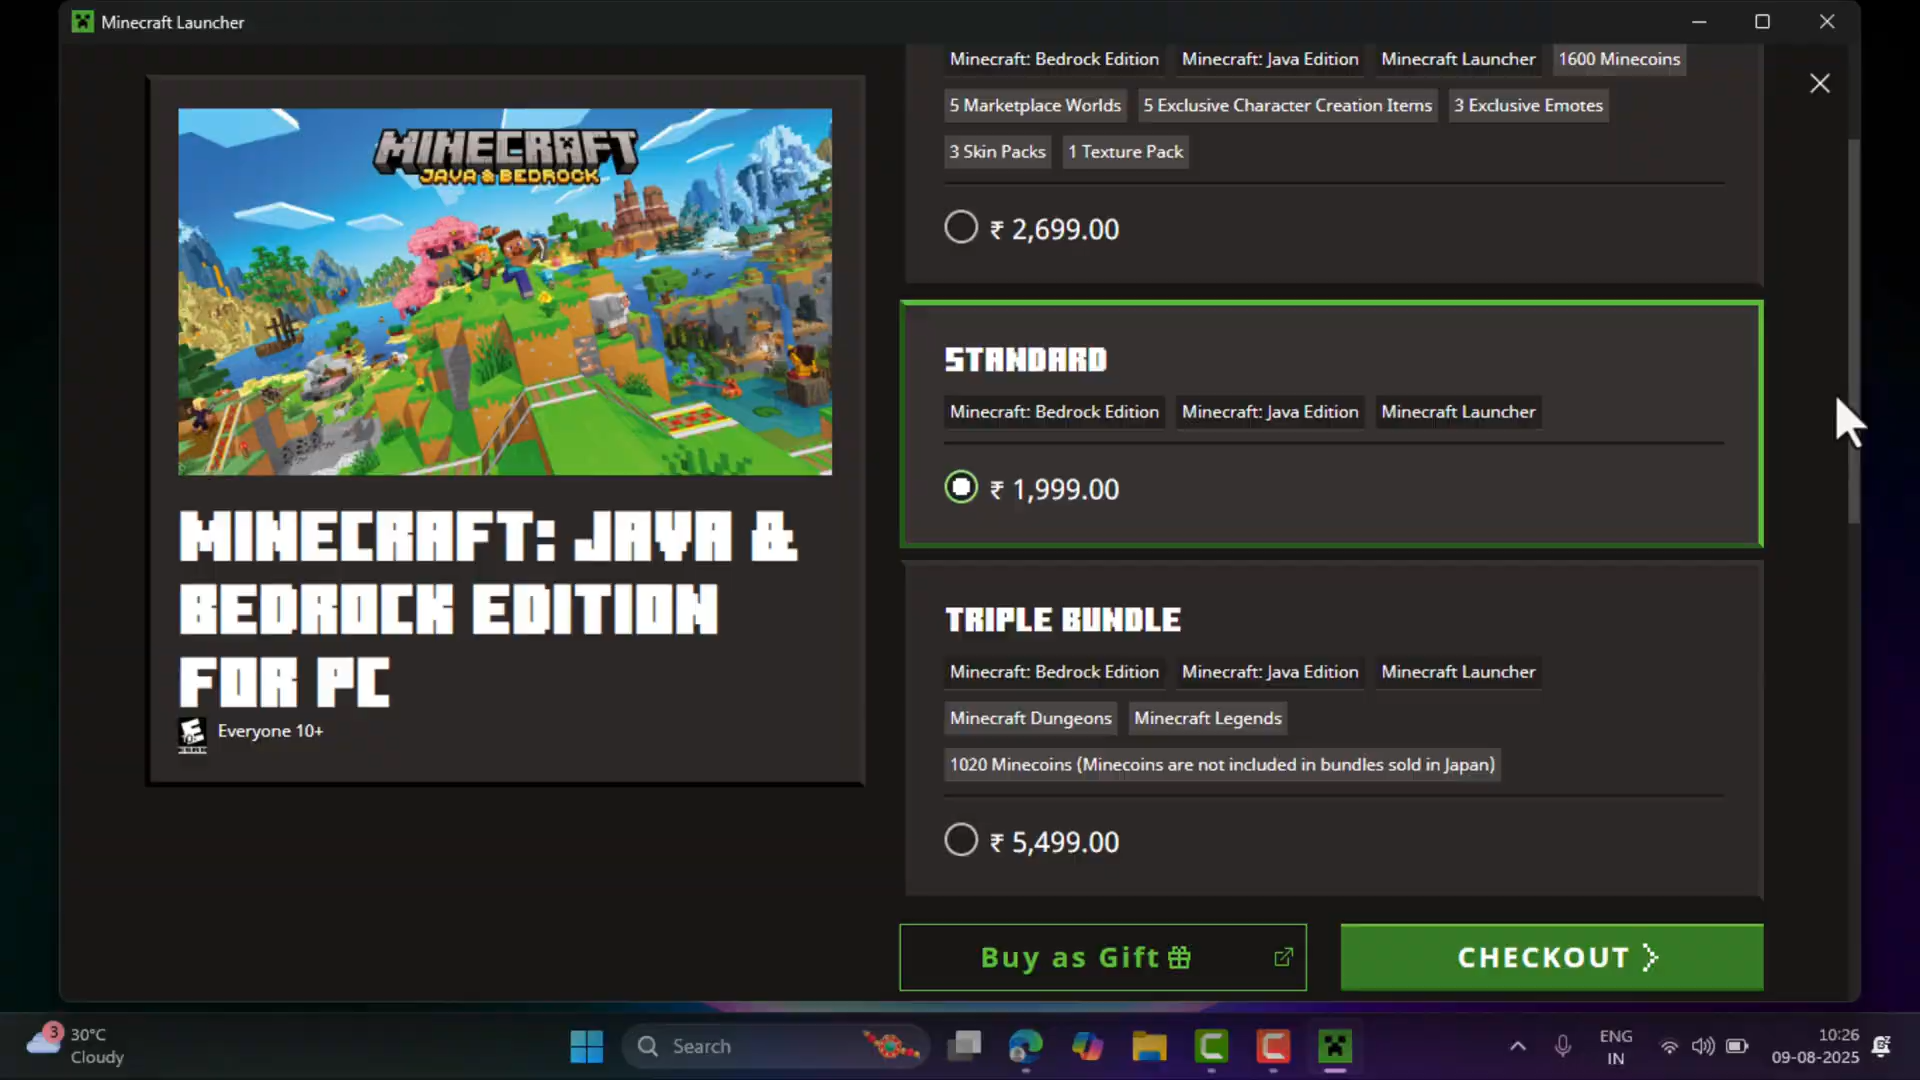 Minecraft Launcher
MINECRAFT
JAVA & BEDROCK
MINECRAFT: JAVA &
BEDROCK EDITION
FOR PC
Everyone 10+
Minecraft: Bedrock Edition Minecraft: Java Edition Minecraft Launcher 1600 Minecoins
5 Marketplace Worlds 5 Exclusive Character Creation Items 3 Exclusive Emotes
3 Skin Packs 1 Texture Pack
₹ 2,699.00
STANDARD
Minecraft: Bedrock Edition Minecraft: Java Edition Minecraft Launcher
₹ 1,999.00
TRIPLE BUNDLE
Minecraft: Bedrock Edition Minecraft: Java Edition Minecraft Launcher
Minecraft Dungeons Minecraft Legends
1020 Minecoins (Minecoins are not included in bundles sold in Japan)
₹ 5,499.00
Buy as Gift CHECKOUT
3 30°C
Cloudy
Search
ENG
IN
10:26
09-08-2025